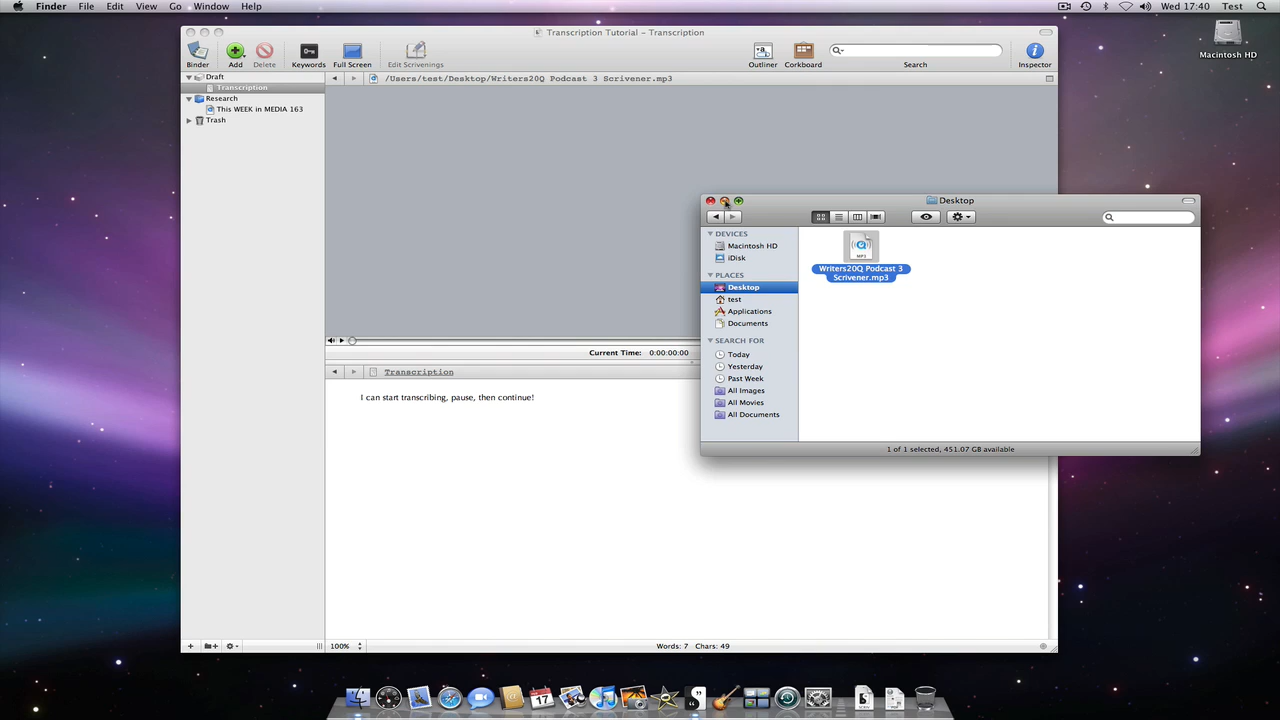 Finder File Edit View Go Window Help Wed 17:40 Test
Macintosh HD
Transcription Tutorial – Transcription
Binder Add Delete Keywords Full Screen Edit Scrivenings Outliner Corkboard Search Inspector
/Users/test/Desktop/Writers20Q Podcast 3 Scrivener.mp3
Draft
Transcription
Research
This WEEK in MEDIA 163
Trash
Current Time: 0:00:00:00
Transcription
I can start transcribing, pause, then continue!
100%
Words: 7 Chars: 49
Desktop
DEVICES
Macintosh HD
iDisk
PLACES
Desktop
test
Applications
Documents
SEARCH FOR
Today
Yesterday
Past Week
All Images
All Movies
All Documents
MP3
Writers20Q Podcast 3
Scrivener.mp3
1 of 1 selected, 451.07 GB available
17